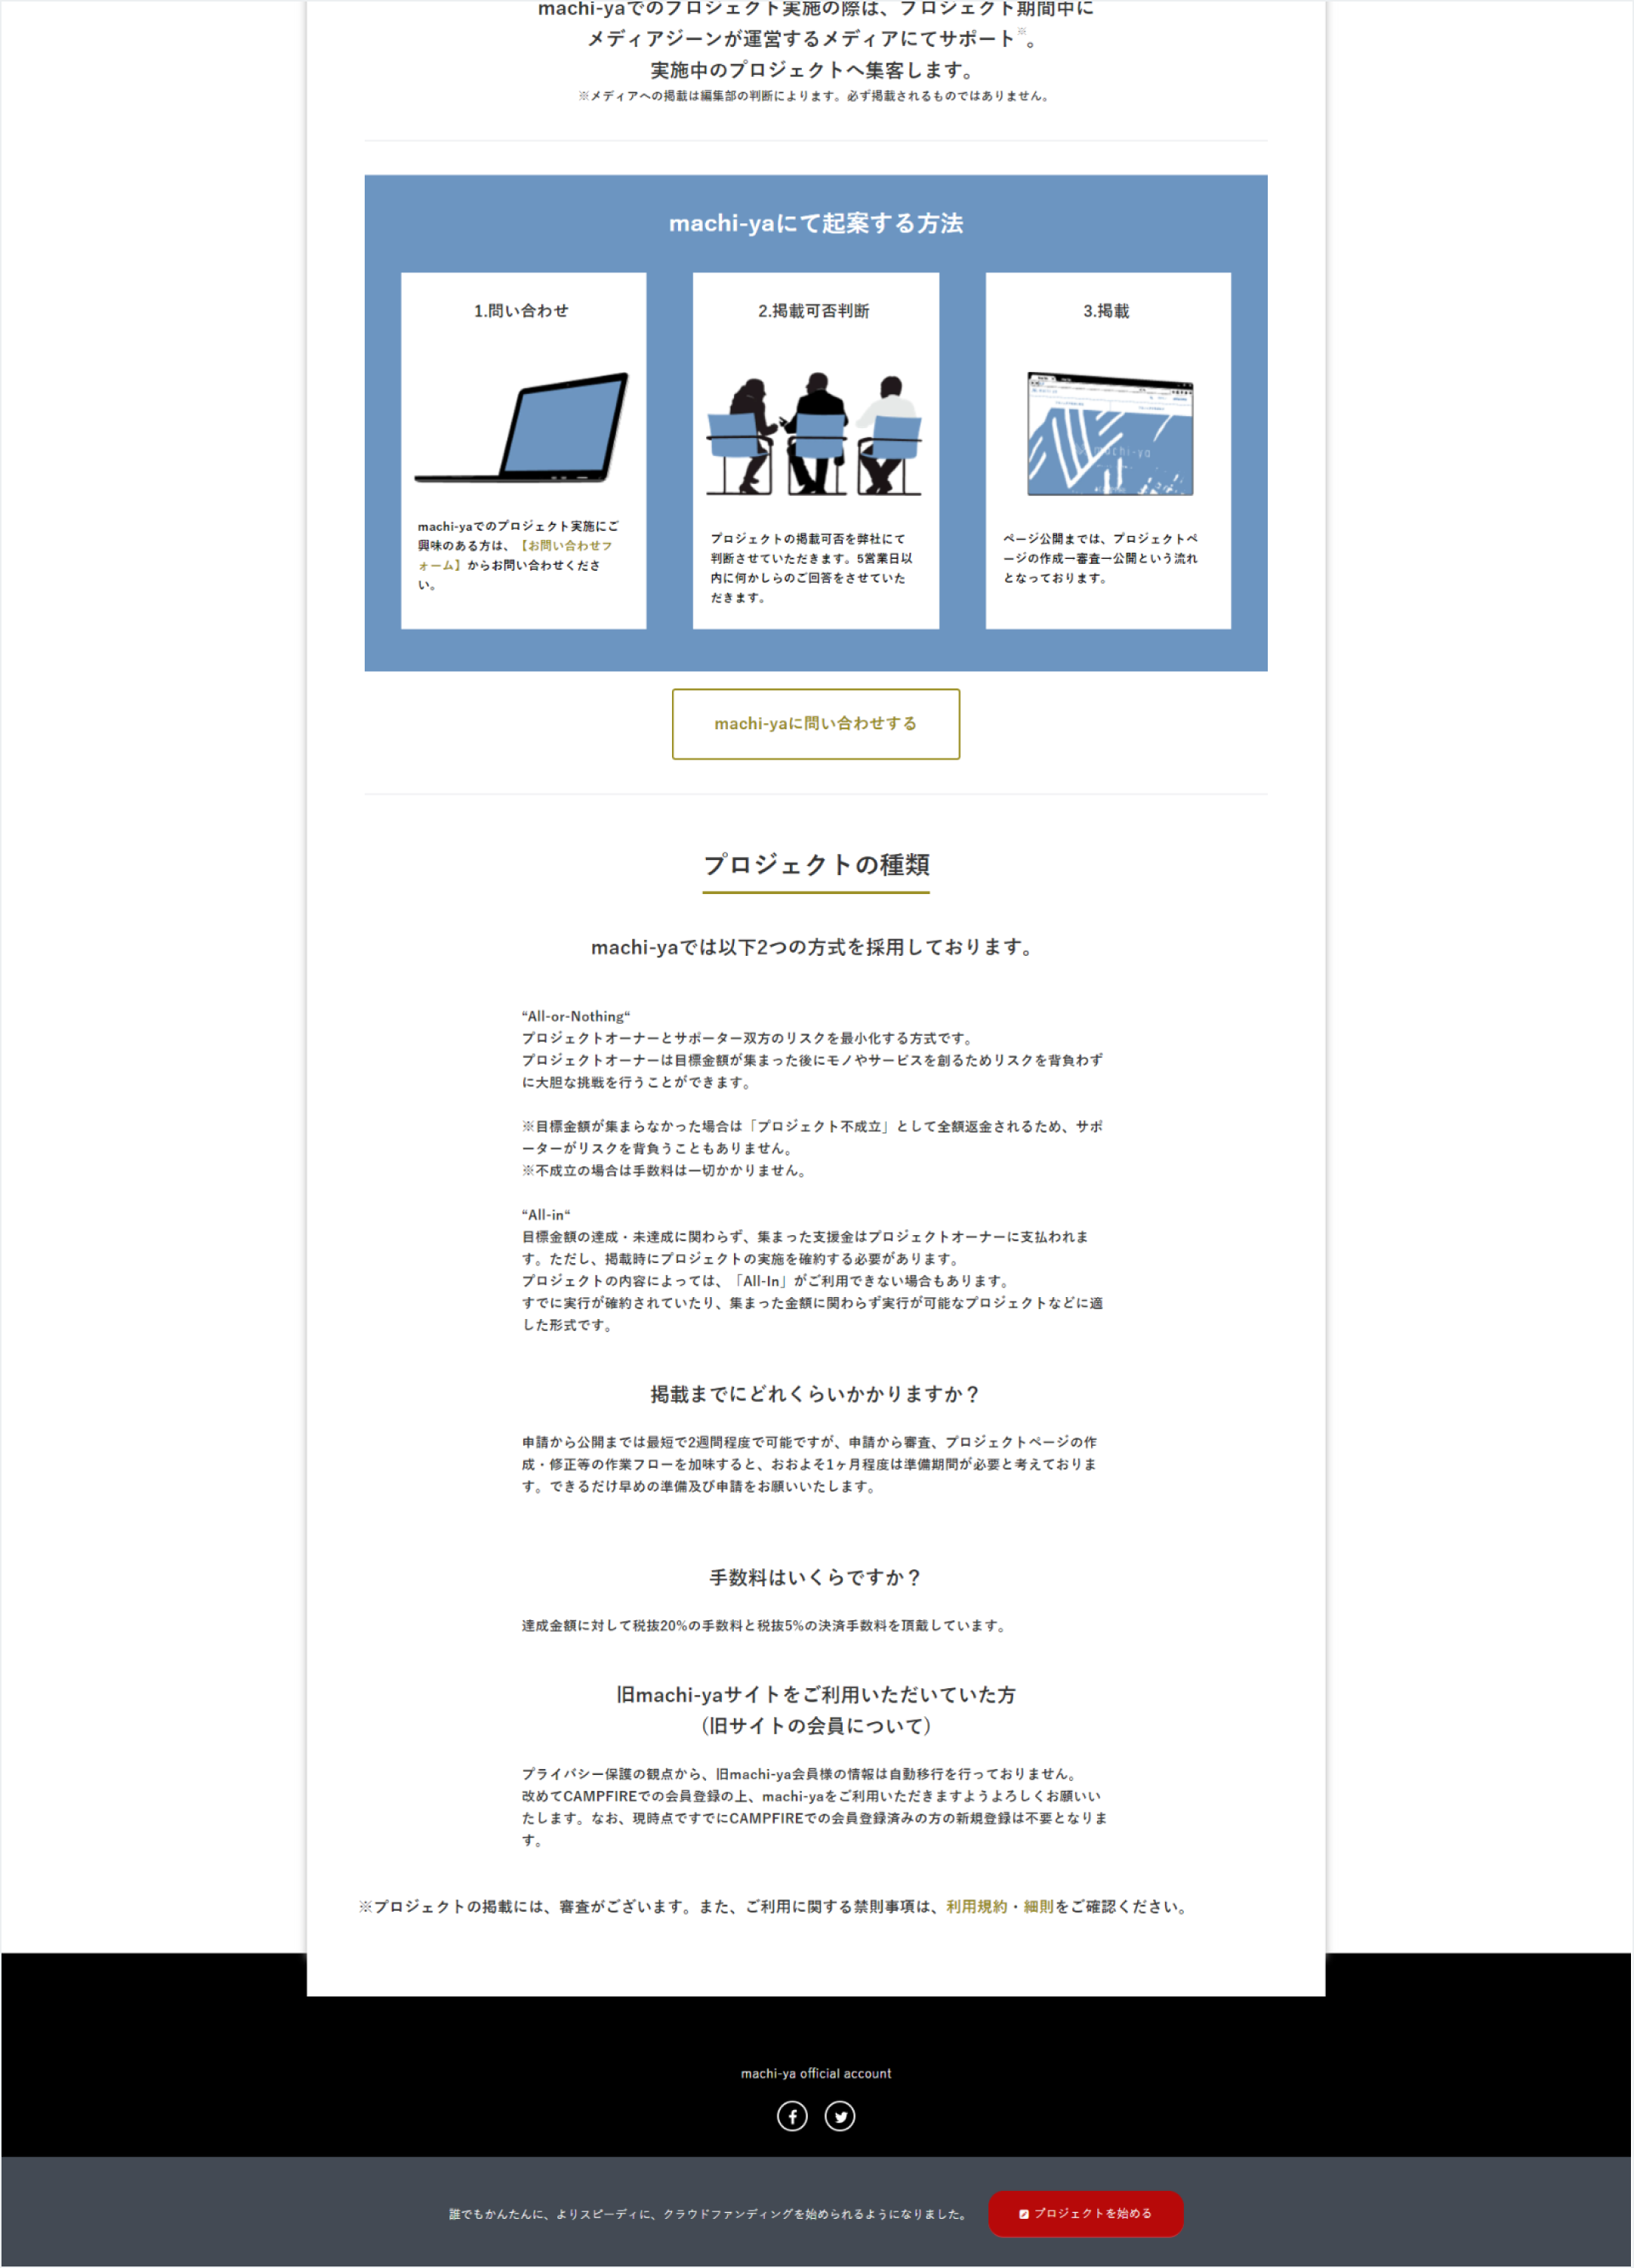 machi-yaでのプロジェクト実施の際は、プロジェクト期間中に
メディアジーンが運営するメディアにてサポート※。
実施中のプロジェクトへ集客します。
※メディアへの掲載は編集部の判断によります。必ず掲載されるものではありません。
machi-yaにて起案する方法
1.問い合わせ
machi-yaでのプロジェクト実施にご
興味のある方は、【お問い合わせフ
ォーム】からお問い合わせくださ
い。
2.掲載可否判断
プロジェクトの掲載可否を弊社にて
判断させていただきます。5営業日以
内に何かしらのご回答をさせていた
だきます。
3.掲載
machi-ya
ページ公開までは、プロジェクトペ
ージの作成ー審査ー公開という流れ
となっております。
machi-yaに問い合わせする
プロジェクトの種類
machi-yaでは以下2つの方式を採用しております。
“All-or-Nothing“
プロジェクトオーナーとサポーター双方のリスクを最小化する方式です。
プロジェクトオーナーは目標金額が集まった後にモノやサービスを創るためリスクを背負わず
に大胆な挑戦を行うことができます。
※目標金額が集まらなかった場合は「プロジェクト不成立」として全額返金されるため、サポ
ーターがリスクを背負うこともありません。
※不成立の場合は手数料は一切かかりません。
“All-in“
目標金額の達成・未達成に関わらず、集まった支援金はプロジェクトオーナーに支払われま
す。ただし、掲載時にプロジェクトの実施を確約する必要があります。
プロジェクトの内容によっては、「All-In」がご利用できない場合もあります。
すでに実行が確約されていたり、集まった金額に関わらず実行が可能なプロジェクトなどに適
した形式です。
掲載までにどれくらいかかりますか？
申請から公開までは最短で2週間程度で可能ですが、申請から審査、プロジェクトページの作
成・修正等の作業フローを加味すると、おおよそ1ヶ月程度は準備期間が必要と考えておりま
す。できるだけ早めの準備及び申請をお願いいたします。
手数料はいくらですか？
達成金額に対して税抜20%の手数料と税抜5%の決済手数料を頂戴しています。
旧machi-yaサイトをご利用いただいていた方
（旧サイトの会員について）
プライバシー保護の観点から、旧machi-ya会員様の情報は自動移行を行っておりません。
改めてCAMPFIREでの会員登録の上、machi-yaをご利用いただきますようよろしくお願いい
たします。なお、現時点ですでにCAMPFIREでの会員登録済みの方の新規登録は不要となりま
す。
※プロジェクトの掲載には、審査がございます。また、ご利用に関する禁則事項は、利用規約・細則をご確認ください。
machi-ya official account
誰でもかんたんに、よりスピーディに、クラウドファンディングを始められるようになりました。
プロジェクトを始める